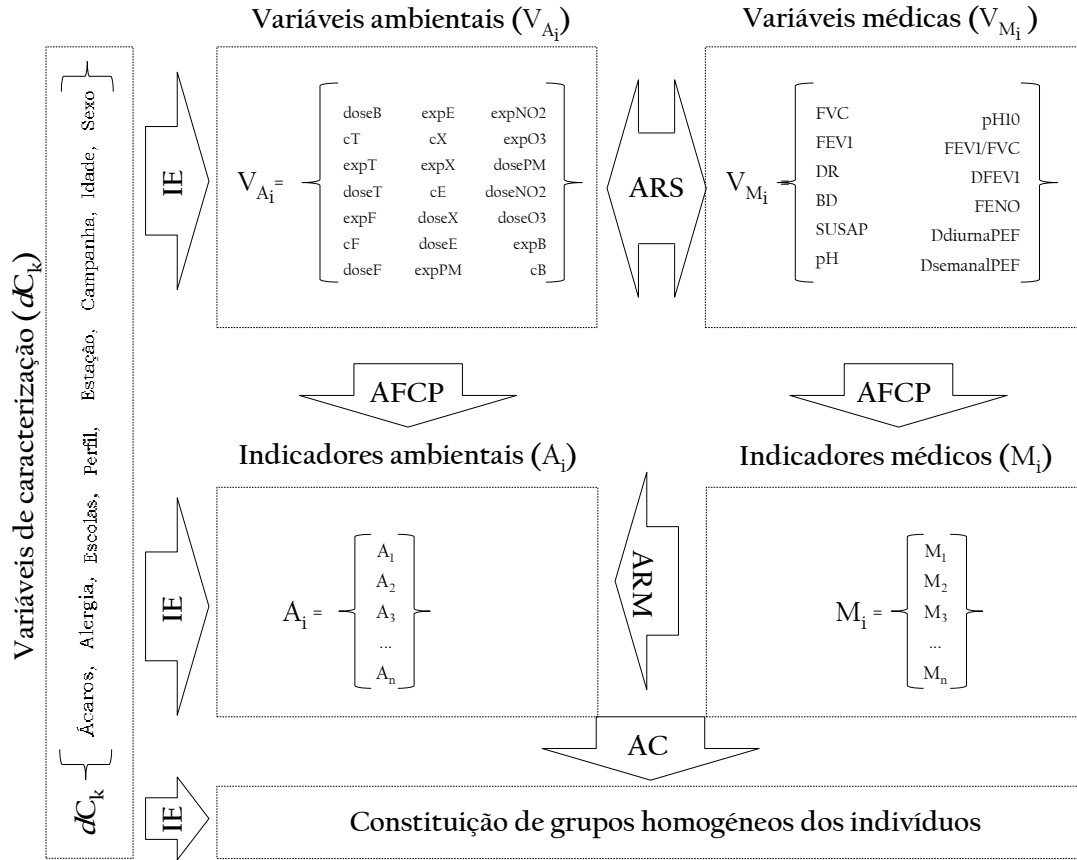 Variáveis ambientais (VAi)
Variáveis médicas (VMi)
Variáveis de caracterização (dCk)
dCk
Ácaros, Alergia, Escolas, Perfil, Estação, Campanha, Idade, Sexo
IE
VAi=
doseB expE expNO2
cT cX expO3
expT expX dosePM
doseT cE doseNO2
expF doseX doseO3
cF doseE expB
doseF expPM cB
ARS
VMi =
FVC
FEV1
DR
BD
SUSAP
pH
pH10
FEV1/FVC
DFEV1
FENO
DdiurnaPEF
DsemanalPEF
AFCP
AFCP
Indicadores ambientais (Ai)
Indicadores médicos (Mi)
IE
Ai =
A1
A2
A3
...
An
ARM
Mi =
M1
M2
M3
...
Mn
AC
IE
Constituição de grupos homogéneos dos indivíduos